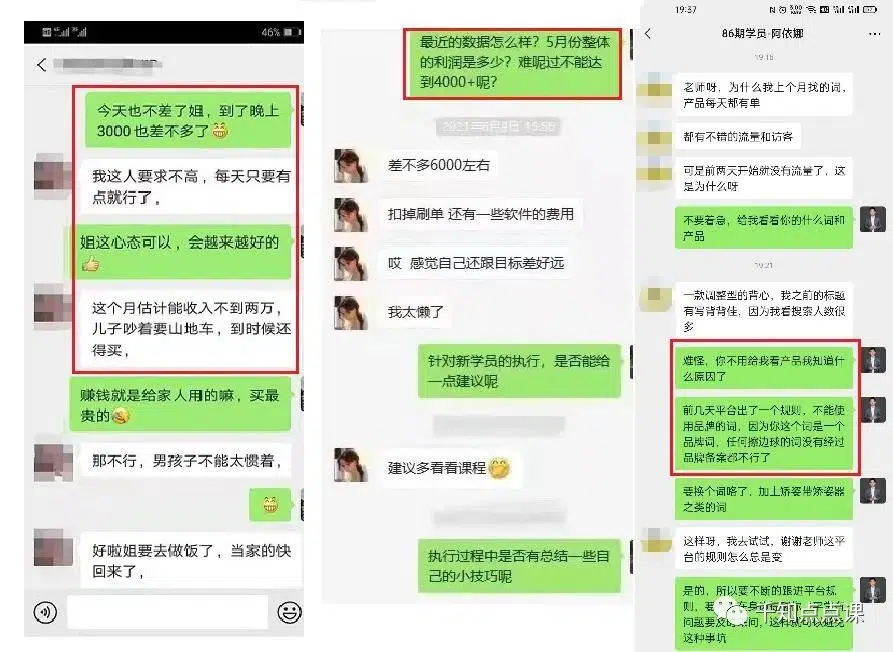 46%
今天也不差了姐，到了晚上
3000也差不多了
我这人要求不高，每天只要有
点就行了。
姐这心态可以，会越来越好的
这个月估计能收入不到两万，
儿子吵着要山地车，到时候还
得买，
赚钱就是给家人用的嘛，买最
贵的
那不行，男孩子不能太惯着，
好啦姐要去做饭了，当家的快
回来了，
最近的数据怎么样？5月份整体
的利润是多少？难呢过不能达
到4000+呢？
差不多6000左右
扣掉刷单 还有一些软件的费用
哎 感觉自己还跟目标差好远
我太懒了
针对新学员的执行，是否能给
一点建议呢
建议多看看课程
执行过程中是否有总结一些自
己的小技巧呢
19:37
86期学员-阿依娜
老师呀，为什么我上个月找的词，
产品每天都有单
都有不错的流量和访客
可是前两天开始就没有流量了，这
是为什么呀
不要着急，给我看看你的什么词和
产品
19:21
一款调整型的背心，我之前的标题
有写背背佳，因为我看搜索人数很
多
难怪，你不用给我看产品我知道什
么原因了
前几天平台出了一个规则，不能使
用品牌的词，因为你这个词是一个
品牌词，任何擦边球的词没有经过
品牌备案都不行了
要换个词咯了，加上矫姿带矫姿器
之类的词
这样呀，我去试试，谢谢老师这平
台的规则怎么总是变
是的，所以要不断的跟进平台规
则，
这种事坑
千知点点课